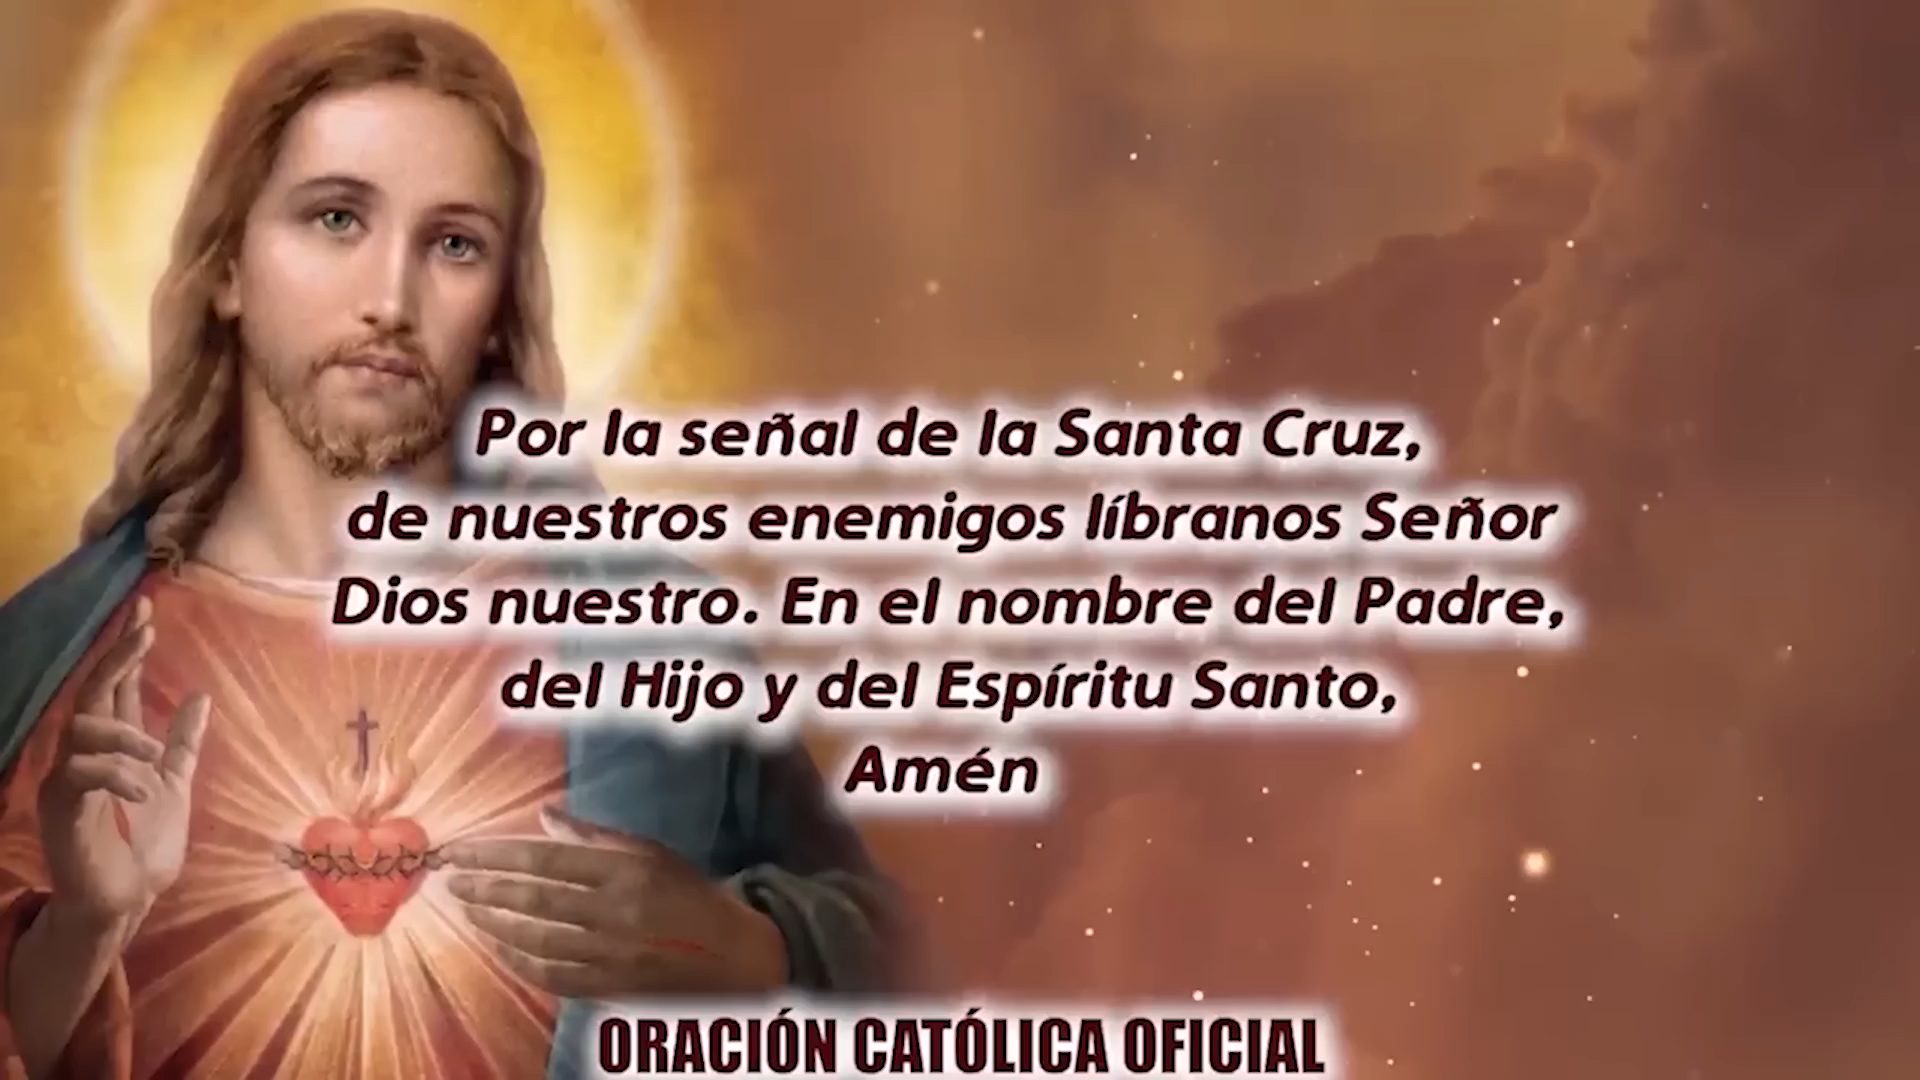 Por la señal de la Santa Cruz,
de nuestros enemigos líbranos Señor
Dios nuestro. En el nombre del Padre,
del Hijo y del Espíritu Santo,
Amén
ORACIÓN CATÓLICA OFICIAL